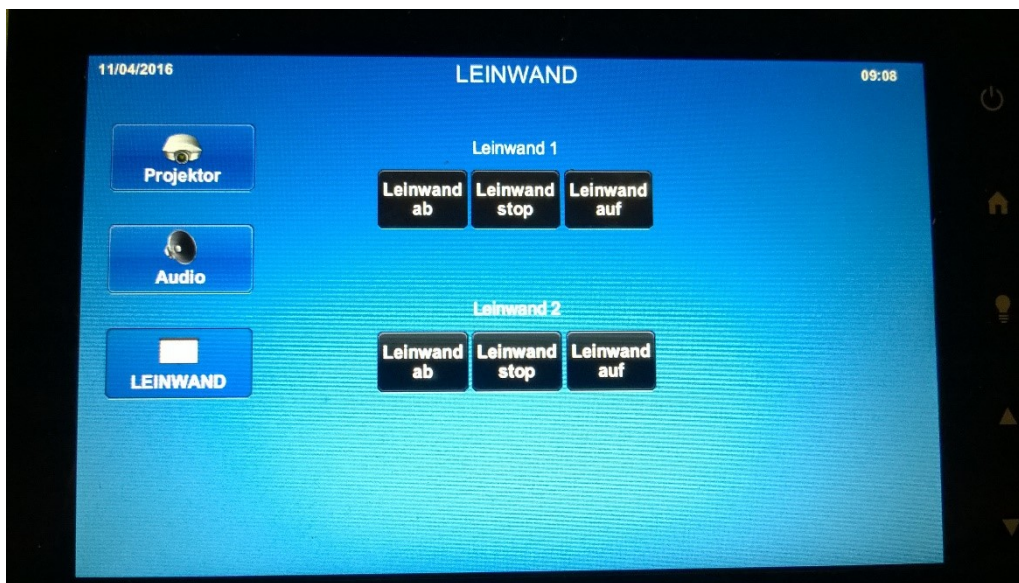 11/04/2016 LEINWAND 09:08
Projektor
Audio
LEINWAND
Leinwand 1
Leinwand ab
Leinwand stop
Leinwand auf
Leinwand 2
Leinwand ab
Leinwand stop
Leinwand auf